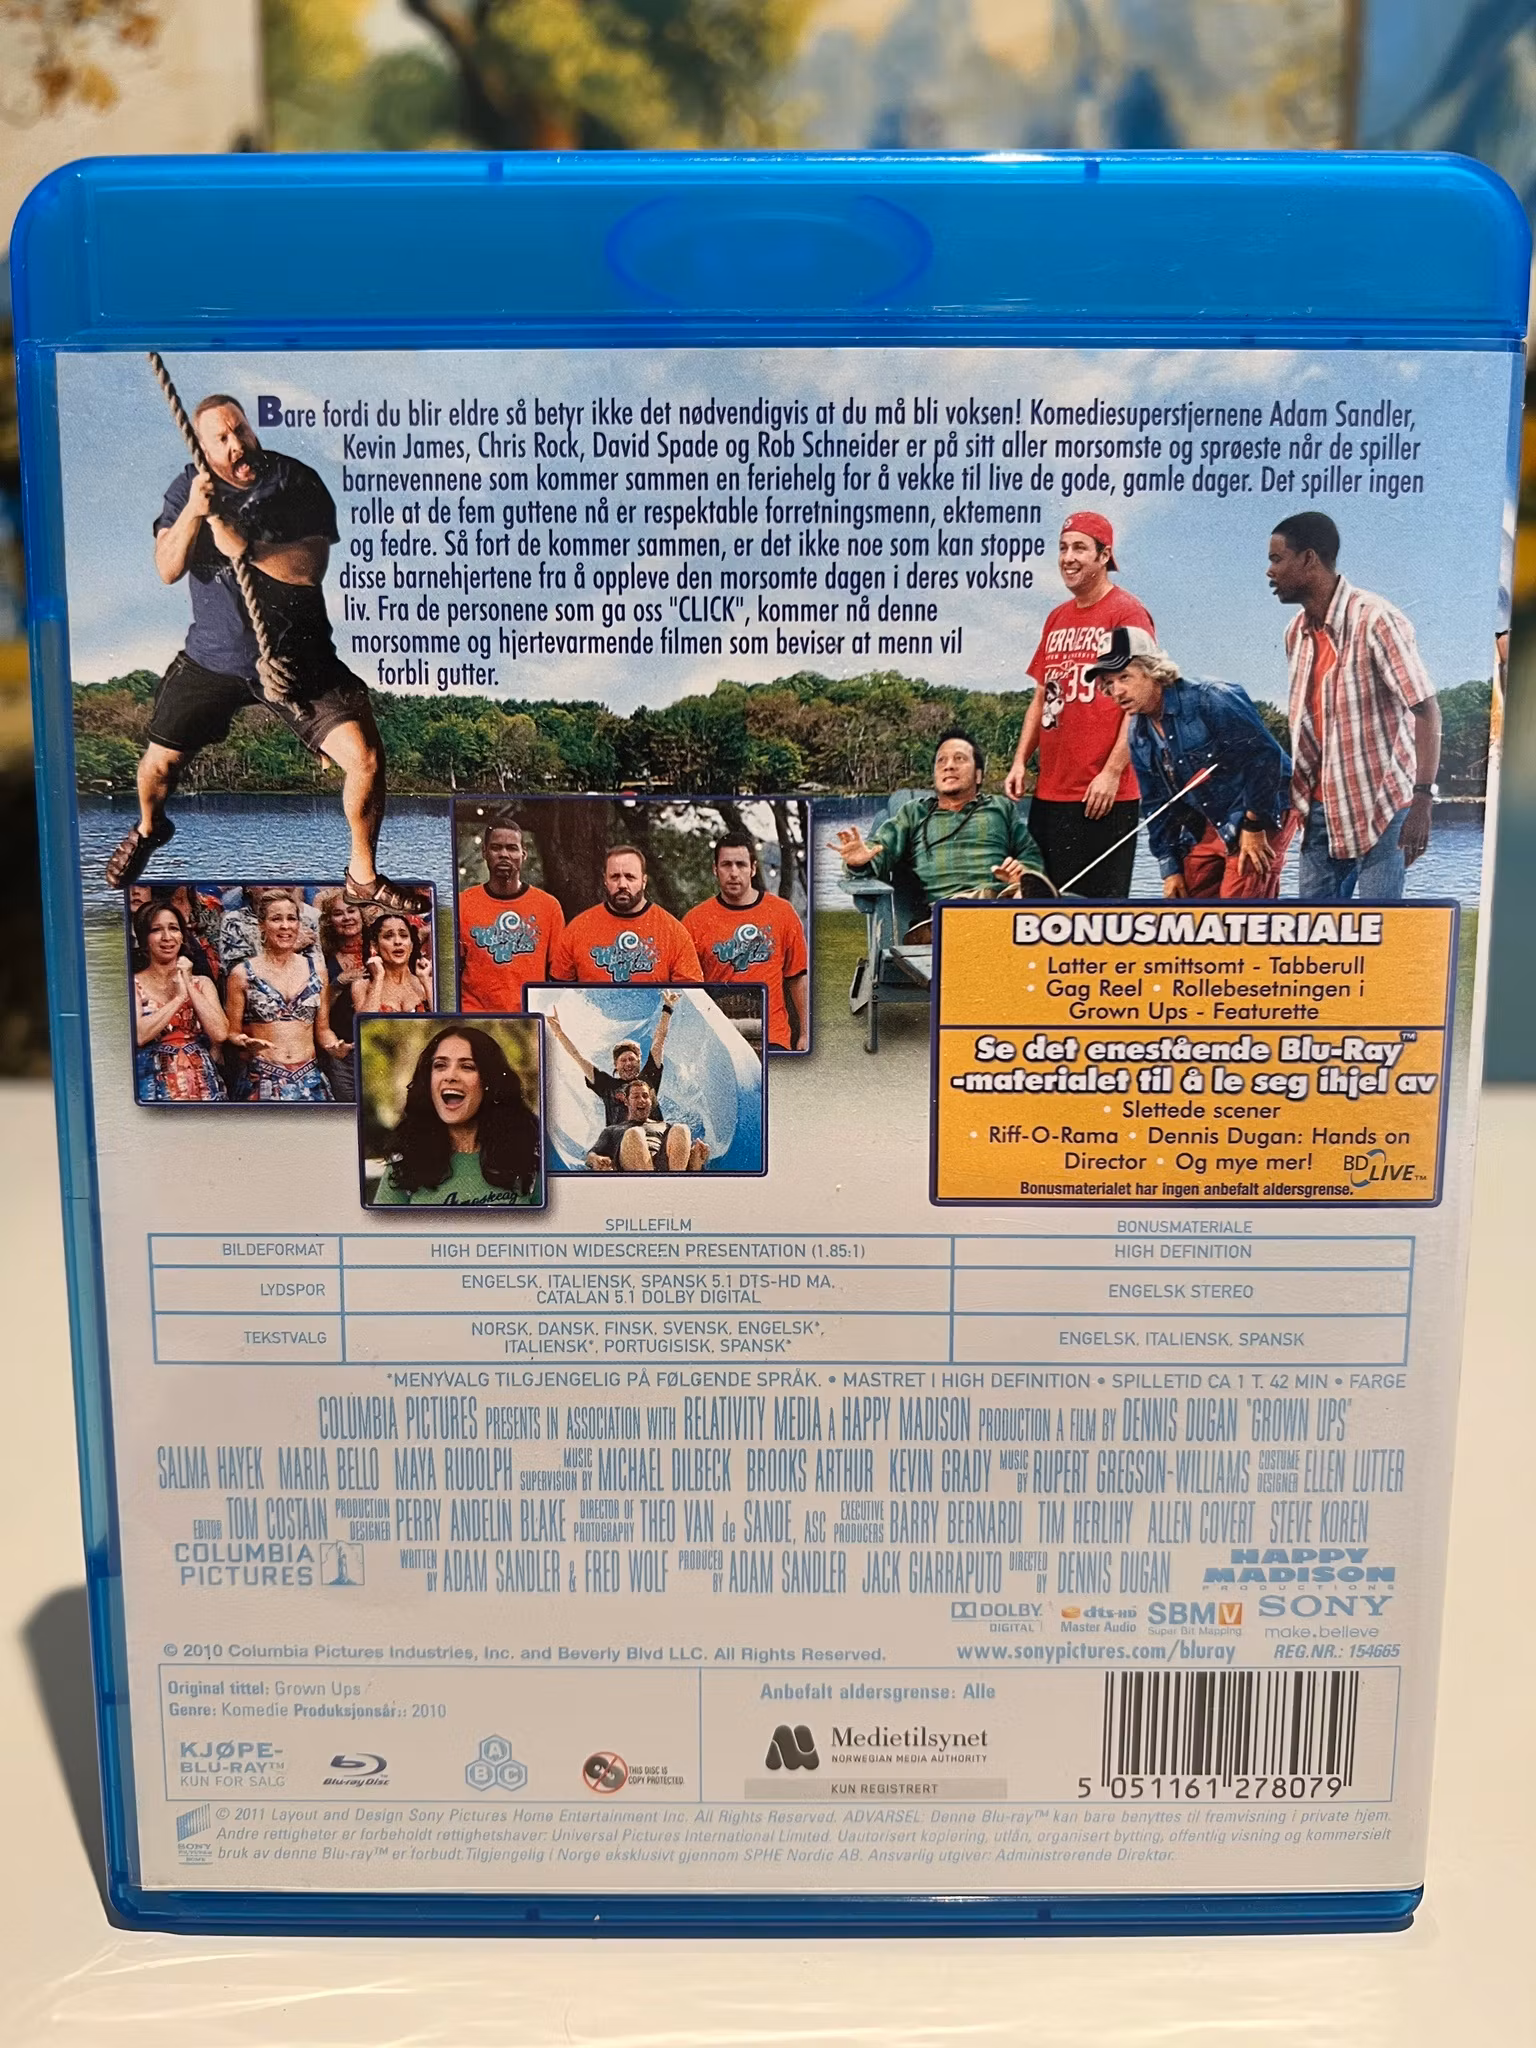 Bare fordi du blir eldre så betyr ikke det nødvendigvis at du må bli voksen! Komediesuperstjernene Adam Sandler,
Kevin James, Chris Rock, David Spade og Rob Schneider er på sitt aller morsomste og sprøeste når de spiller
barnevennene som kommer sammen en feriehelg for å vekke til live de gode, gamle dager. Det spiller ingen
rolle at de fem guttene nå er respektable forretningsmenn, ektemenn
og fedre. Så fort de kommer sammen, er det ikke noe som kan stoppe
disse barnehjertene fra å oppleve den morsomte dagen i deres voksne
liv. Fra de personene som ga oss "CLICK", kommer nå denne
morsomme og hjertevarmende filmen som beviser at menn vil
forbli gutter.
TERRIERS
39
BONUSMATERIALE
• Latter er smittsomt - Tabberull
• Gag Reel • Rollebesetningen i
Grown Ups - Featurette
Se det enestående Blu-Ray™
-materialet til å le seg ihjel av
• Slettede scener
• Riff-O-Rama • Dennis Dugan: Hands on
Director • Og mye mer! BD LIVE™
Bonusmaterialet har ingen anbefalt aldersgrense.
SPILLEFILM BONUSMATERIALE
BILDEFORMAT HIGH DEFINITION WIDESCREEN PRESENTATION (1.85:1) HIGH DEFINITION
LYDSPOR ENGELSK, ITALIENSK, SPANSK 5.1 DTS-HD MA, CATALAN 5.1 DOLBY DIGITAL ENGELSK STEREO
TEKSTVALG NORSK, DANSK, FINSK, SVENSK, ENGELSK*, ITALIENSK*, PORTUGISISK, SPANSK* ENGELSK, ITALIENSK, SPANSK
*MENYVALG TILGJENGELIG PÅ FØLGENDE SPRÅK. • MASTRET I HIGH DEFINITION • SPILLETID CA 1 T. 42 MIN • FARGE
COLUMBIA PICTURES PRESENTS IN ASSOCIATION WITH RELATIVITY MEDIA A HAPPY MADISON PRODUCTION A FILM BY DENNIS DUGAN "GROWN UPS"
SALMA HAYEK MARIA BELLO MAYA RUDOLPH MUSIC SUPERVISION BY MICHAEL DILBECK BROOKS ARTHUR KEVIN GRADY MUSIC BY RUPERT GREGSON-WILLIAMS COSTUME DESIGNER ELLEN LUTTER
EDITOR TOM COSTAIN PRODUCTION DESIGNER PERRY ANDELIN BLAKE DIRECTOR OF PHOTOGRAPHY THEO VAN de SANDE, ASC EXECUTIVE PRODUCERS BARRY BERNARDI TIM HERLIHY ALLEN COVERT STEVE KOREN
COLUMBIA PICTURES WRITTEN BY ADAM SANDLER & FRED WOLF PRODUCED BY ADAM SANDLER JACK GIARRAPUTO DIRECTED BY DENNIS DUGAN HAPPY MADISON PRODUCTIONS
DOLBY DIGITAL dts-HD Master Audio SBMV Super Bit Mapping SONY make.believe
© 2010 Columbia Pictures Industries, Inc. and Beverly Blvd LLC. All Rights Reserved. www.sonypictures.com/bluray REG.NR.: 154665
Original tittel: Grown Ups
Genre: Komedie Produksjonsår:: 2010
KJØPE-
BLU-RAY™
KUN FOR SALG
Blu-ray Disc™
A B C
THIS DISC IS
COPY PROTECTED.
Anbefalt aldersgrense: Alle
Medietilsynet
NORWEGIAN MEDIA AUTHORITY
KUN REGISTRERT
5 051161 278079
SONY PICTURES
© 2011 Layout and Design Sony Pictures Home Entertainment Inc. All Rights Reserved. ADVARSEL: Denne Blu-ray™ kan bare benyttes til fremvisning i private hjem.
Andre rettigheter er forbeholdt rettighetshaver: Universal Pictures International Limited. Uautorisert kopiering, utlån, organisert bytting, offentlig visning og kommersielt
bruk av denne Blu-ray™ er forbudt.Tilgjengelig i Norge eksklusivt gjennom SPHE Nordic AB. Ansvarlig utgiver: Administrerende Direktør.